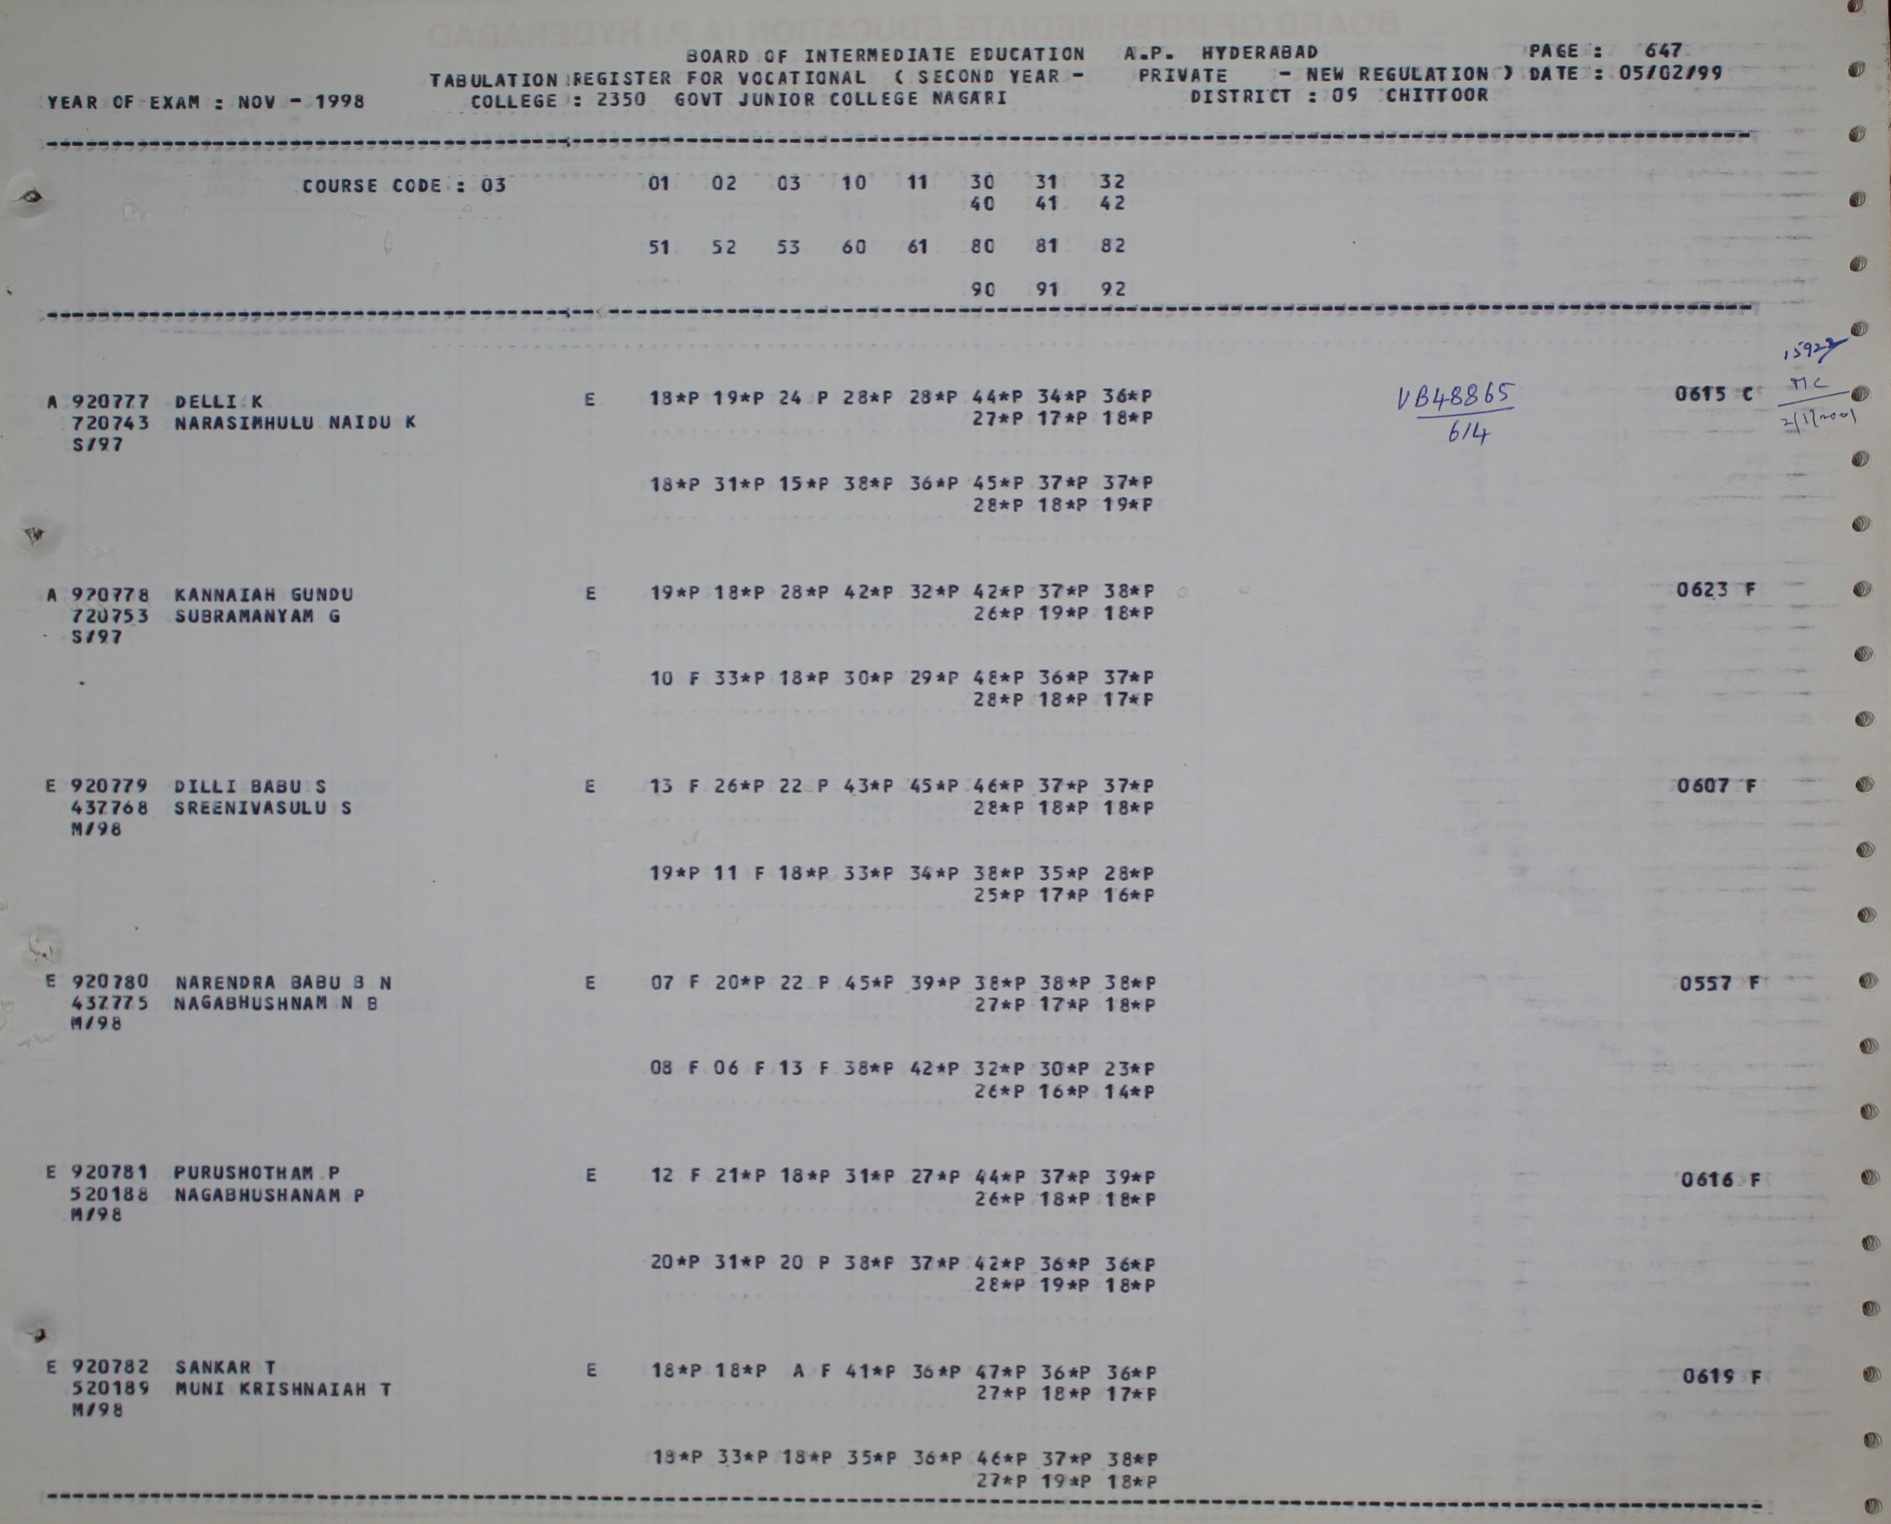 BOARD OF INTERMEDIATE EDUCATION A.P. HYDERABAD PAGE : 647
TABULATION REGISTER FOR VOCATIONAL ( SECOND YEAR - PRIVATE - NEW REGULATION ) DATE : 05/02/99
YEAR OF EXAM : NOV - 1998 COLLEGE : 2350 GOVT JUNIOR COLLEGE NAGARI DISTRICT : 09 CHITTOOR
COURSE CODE : 03 01 02 03 10 11 30 31 32
40 41 42
51 52 53 60 61 80 81 82
90 91 92
15922
A 920777 DELLI K E 18*P 19*P 24 P 28*P 28*P 44*P 34*P 36*P VB48865 0615 C MC
720743 NARASIMHULU NAIDU K 27*P 17*P 18*P 614 2/1/2001
S/97
18*P 31*P 15*P 38*P 36*P 45*P 37*P 37*P
28*P 18*P 19*P
A 920778 KANNAIAH GUNDU E 19*P 18*P 28*P 42*P 32*P 42*P 37*P 38*P 0623 F
720753 SUBRAMANYAM G 26*P 19*P 18*P
S/97
10 F 33*P 18*P 30*P 29*P 48*P 36*P 37*P
28*P 18*P 17*P
E 920779 DILLI BABU S E 13 F 26*P 22 P 43*P 45*P 46*P 37*P 37*P 0607 F
437768 SREENIVASULU S 28*P 18*P 18*P
M/98
19*P 11 F 18*P 33*P 34*P 38*P 35*P 28*P
25*P 17*P 16*P
E 920780 NARENDRA BABU B N E 07 F 20*P 22 P 45*P 39*P 38*P 38*P 38*P 0557 F
437775 NAGABHUSHNAM N B 27*P 17*P 18*P
M/98
08 F 06 F 13 F 38*P 42*P 32*P 30*P 23*P
26*P 16*P 14*P
E 920781 PURUSHOTHAM P E 12 F 21*P 18*P 31*P 27*P 44*P 37*P 39*P 0616 F
520188 NAGABHUSHANAM P 26*P 18*P 18*P
M/98
20*P 31*P 20 P 38*P 37*P 42*P 36*P 36*P
28*P 19*P 18*P
E 920782 SANKAR T E 18*P 18*P A F 41*P 36*P 47*P 36*P 36*P 0619 F
520189 MUNI KRISHNAIAH T 27*P 18*P 17*P
M/98
18*P 33*P 18*P 35*P 36*P 46*P 37*P 38*P
27*P 19*P 18*P